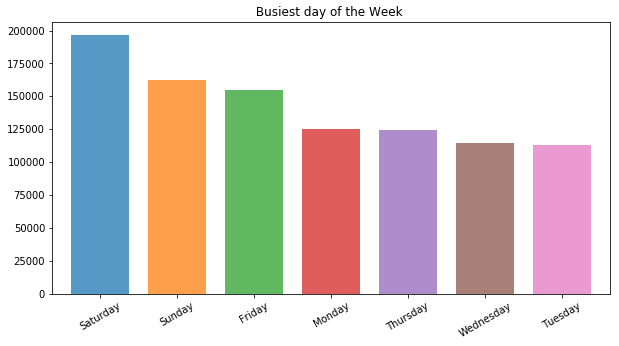 Busiest day of the Week
200000
175000
150000
125000
100000
75000
50000
25000
0
Saturday
Sunday
Friday
Monday
Thursday
Wednesday
Tuesday